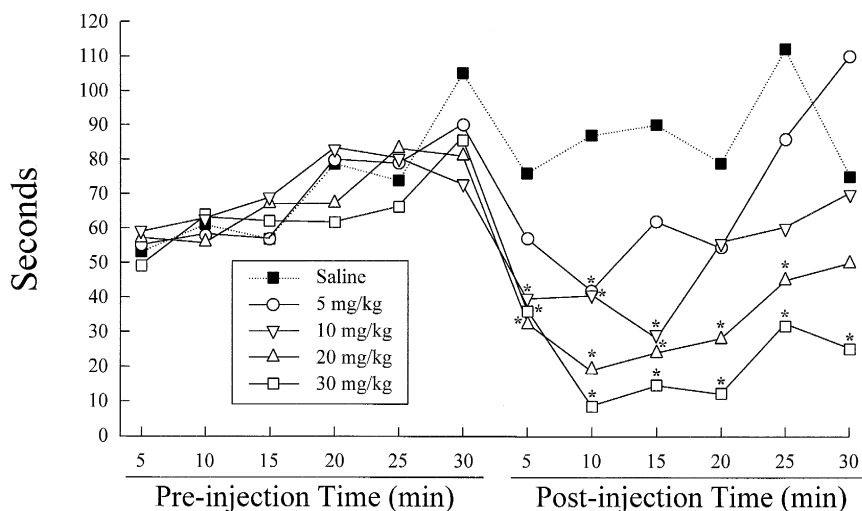 120
110
100
90
80
70
60
50
40
30
20
10
0
Seconds
Saline
5 mg/kg
10 mg/kg
20 mg/kg
30 mg/kg
* * * * * * * * * * * * * * *
5 10 15 20 25 30 5 10 15 20 25 30
Pre-injection Time (min) Post-injection Time (min)